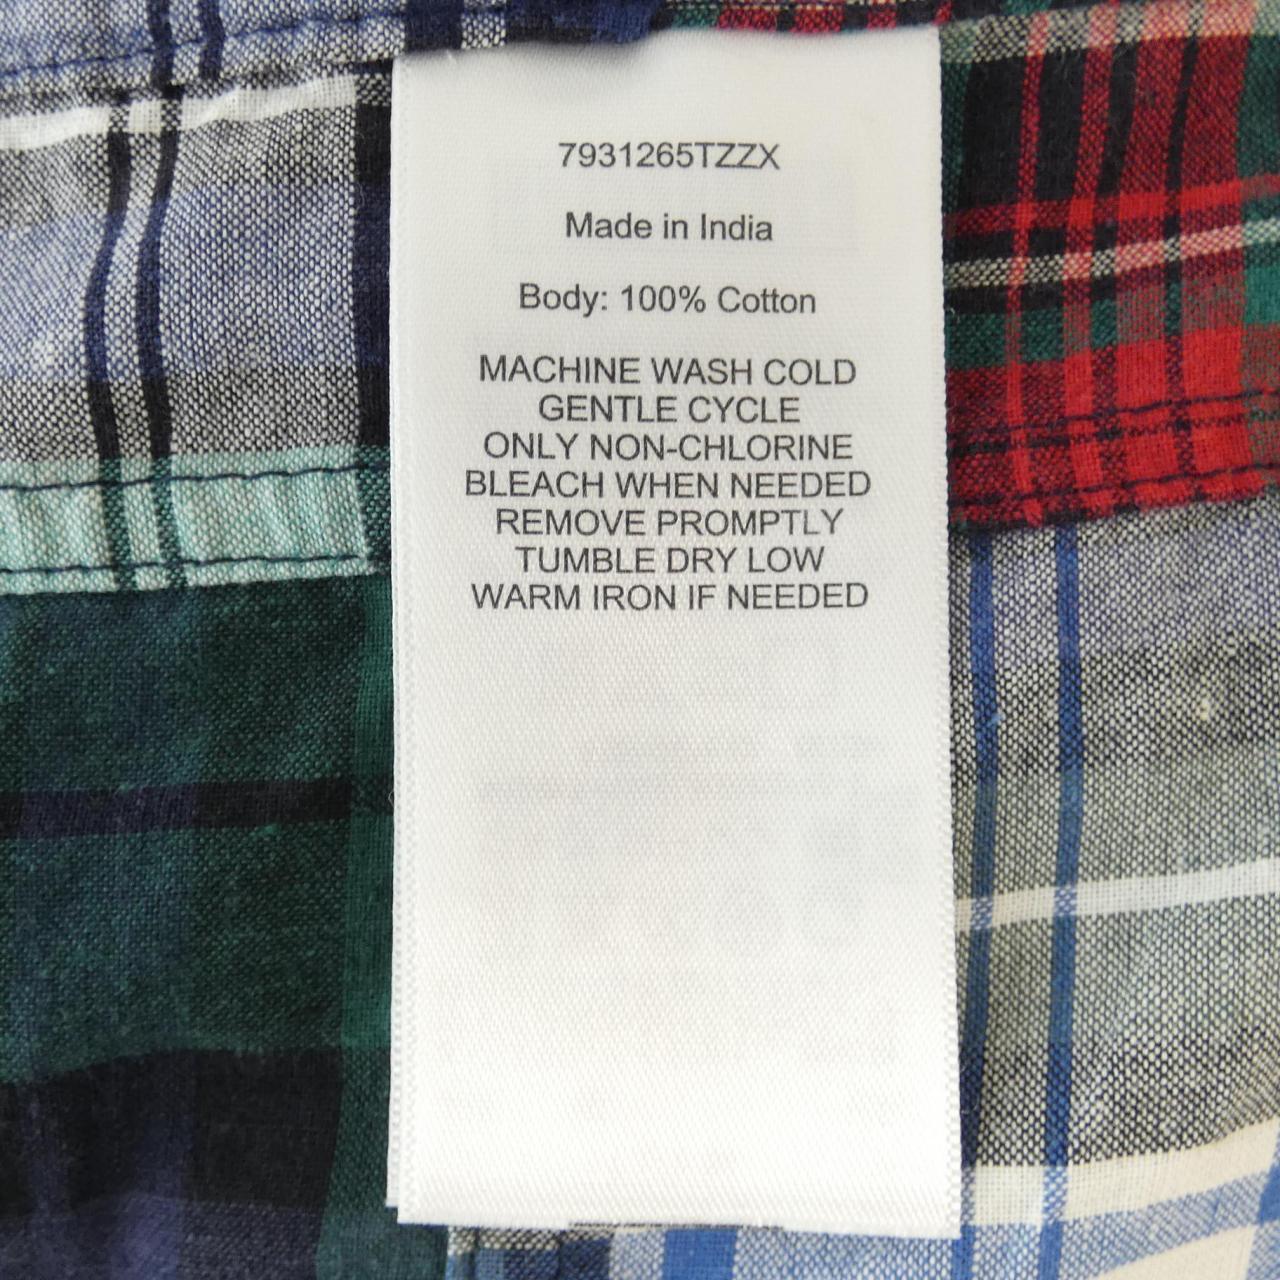 7931265TZZX
Made in India
Body: 100% Cotton
MACHINE WASH COLD
GENTLE CYCLE
ONLY NON-CHLORINE
BLEACH WHEN NEEDED
REMOVE PROMPTLY
TUMBLE DRY LOW
WARM IRON IF NEEDED